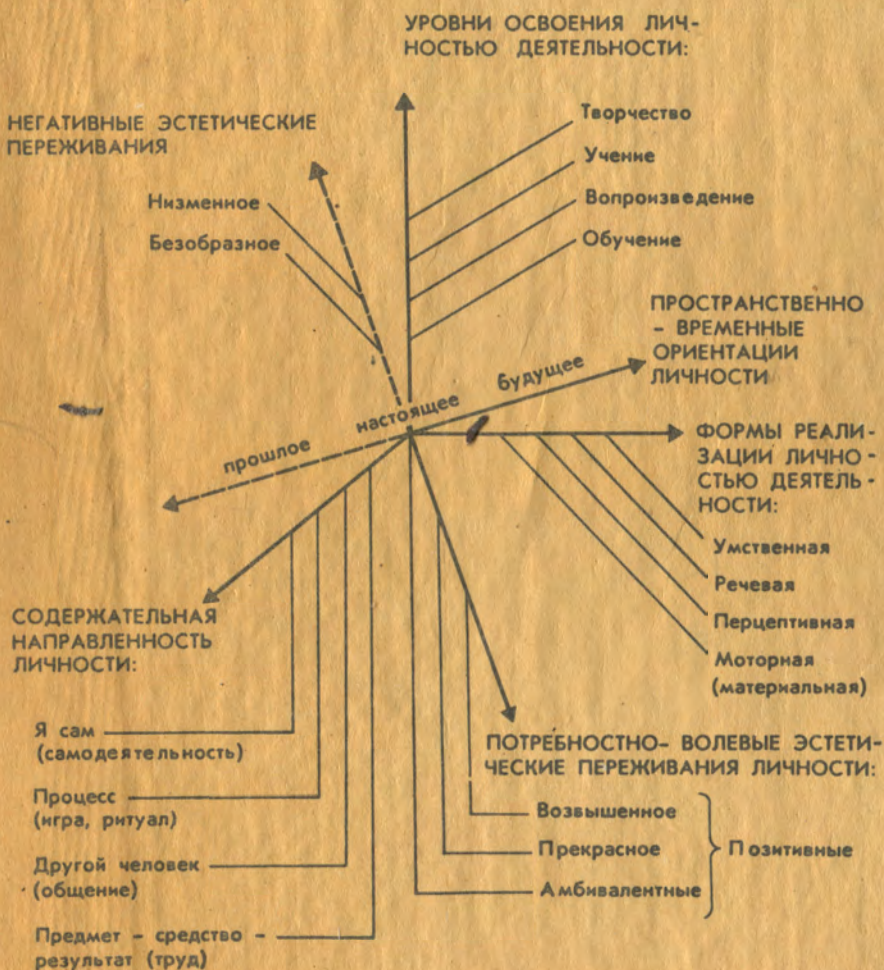 УРОВНИ ОСВОЕНИЯ ЛИЧ-
НОСТЬЮ ДЕЯТЕЛЬНОСТИ:
Творчество
Учение
Вопроизведение
Обучение
НЕГАТИВНЫЕ ЭСТЕТИЧЕСКИЕ
ПЕРЕЖИВАНИЯ
Низменное
Безобразное
ПРОСТРАНСТВЕННО
- ВРЕМЕННЫЕ
ОРИЕНТАЦИИ
ЛИЧНОСТИ
прошлое
настоящее
будущее
ФОРМЫ РЕАЛИ-
ЗАЦИИ ЛИЧНО-
СТЬЮ ДЕЯТЕЛЬ-
НОСТИ:
Умственная
Речевая
Перцептивная
Моторная
(материальная)
СОДЕРЖАТЕЛЬНАЯ
НАПРАВЛЕННОСТЬ
ЛИЧНОСТИ:
Я сам
(самодеятельность)
Процесс
(игра, ритуал)
Другой человек
(общение)
Предмет - средство -
результат (труд)
ПОТРЕБНОСТНО- ВОЛЕВЫЕ ЭСТЕТИ-
ЧЕСКИЕ ПЕРЕЖИВАНИЯ ЛИЧНОСТИ:
Возвышенное
Прекрасное
Амбивалентные
Позитивные